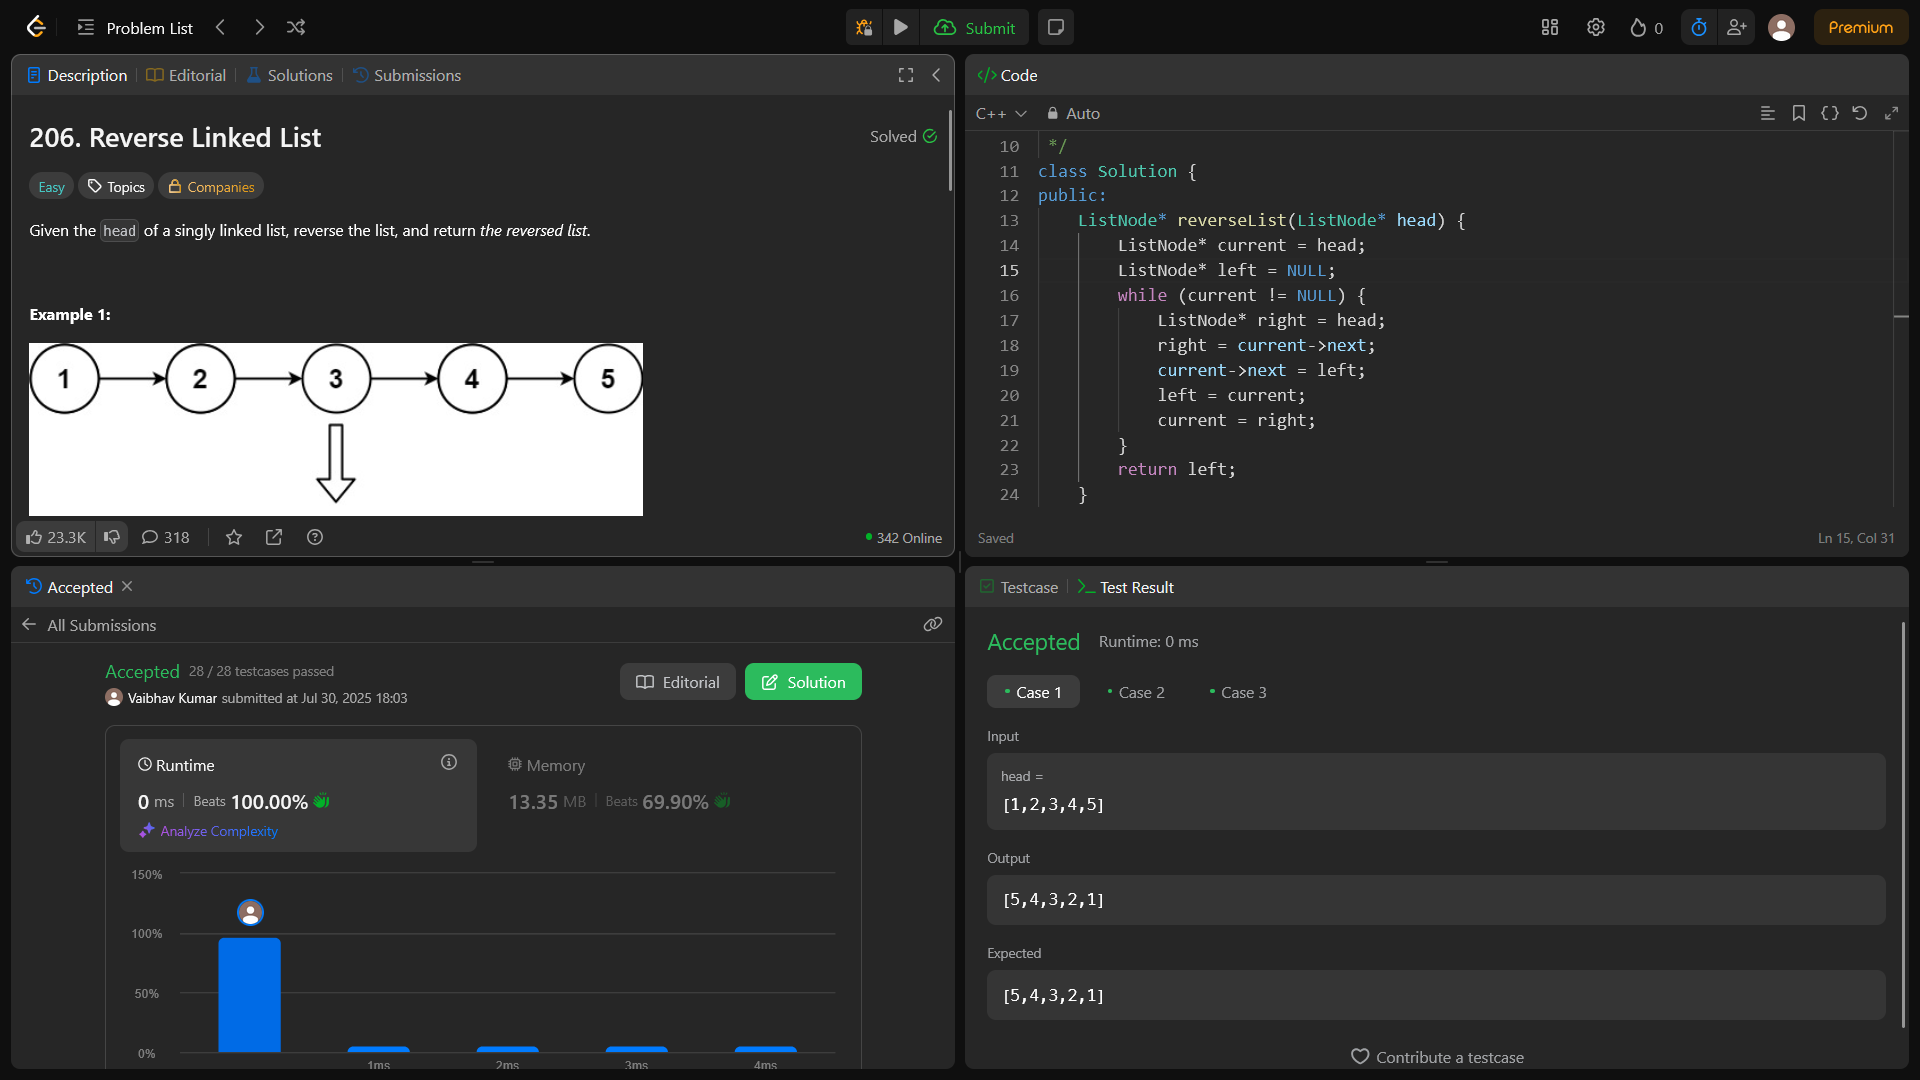 Problem List
Submit
0
Premium
Description
Editorial
Solutions
Submissions
206. Reverse Linked List
Solved
Easy
Topics
Companies
Given the head of a singly linked list, reverse the list, and return the reversed list.
Example 1:
1 2 3 4 5
23.3K
318
342 Online
</> Code
C++
Auto
10 */
11 class Solution {
12 public:
13 ListNode* reverseList(ListNode* head) {
14 ListNode* current = head;
15 ListNode* left = NULL;
16 while (current != NULL) {
17 ListNode* right = head;
18 right = current->next;
19 current->next = left;
20 left = current;
21 current = right;
22 }
23 return left;
24 }
Saved
Ln 15, Col 31
Accepted
All Submissions
Accepted 28 / 28 testcases passed
Vaibhav Kumar submitted at Jul 30, 2025 18:03
Editorial
Solution
Runtime
0 ms Beats 100.00%
Analyze Complexity
Memory
13.35 MB Beats 69.90%
150%
100%
50%
0%
1ms 2ms 3ms 4ms
Testcase
Test Result
Accepted Runtime: 0 ms
Case 1
Case 2
Case 3
Input
head =
[1,2,3,4,5]
Output
[5,4,3,2,1]
Expected
[5,4,3,2,1]
Contribute a testcase